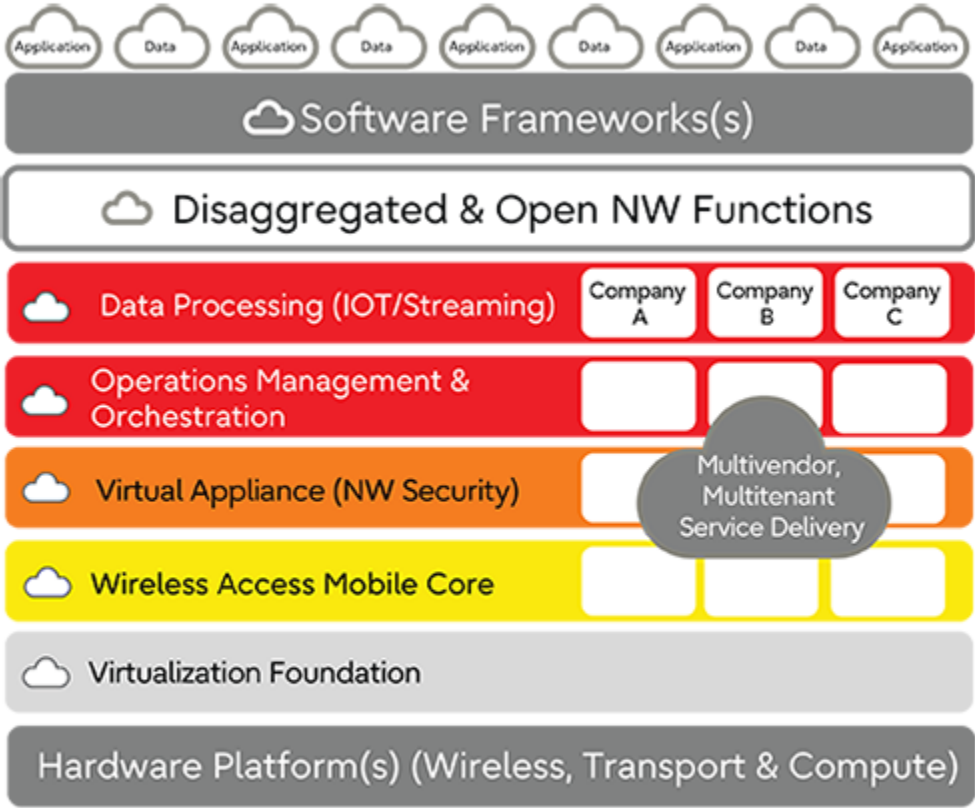 Application Data Application Data Application Data Application Data Application
Software Frameworks(s)
Disaggregated & Open NW Functions
Data Processing (IOT/Streaming)
Company
A
Company
B
Company
C
Operations Management &
Orchestration
Virtual Appliance (NW Security)
Multivendor,
Multitenant
Service Delivery
Wireless Access Mobile Core
Virtualization Foundation
Hardware Platform(s) (Wireless, Transport & Compute)